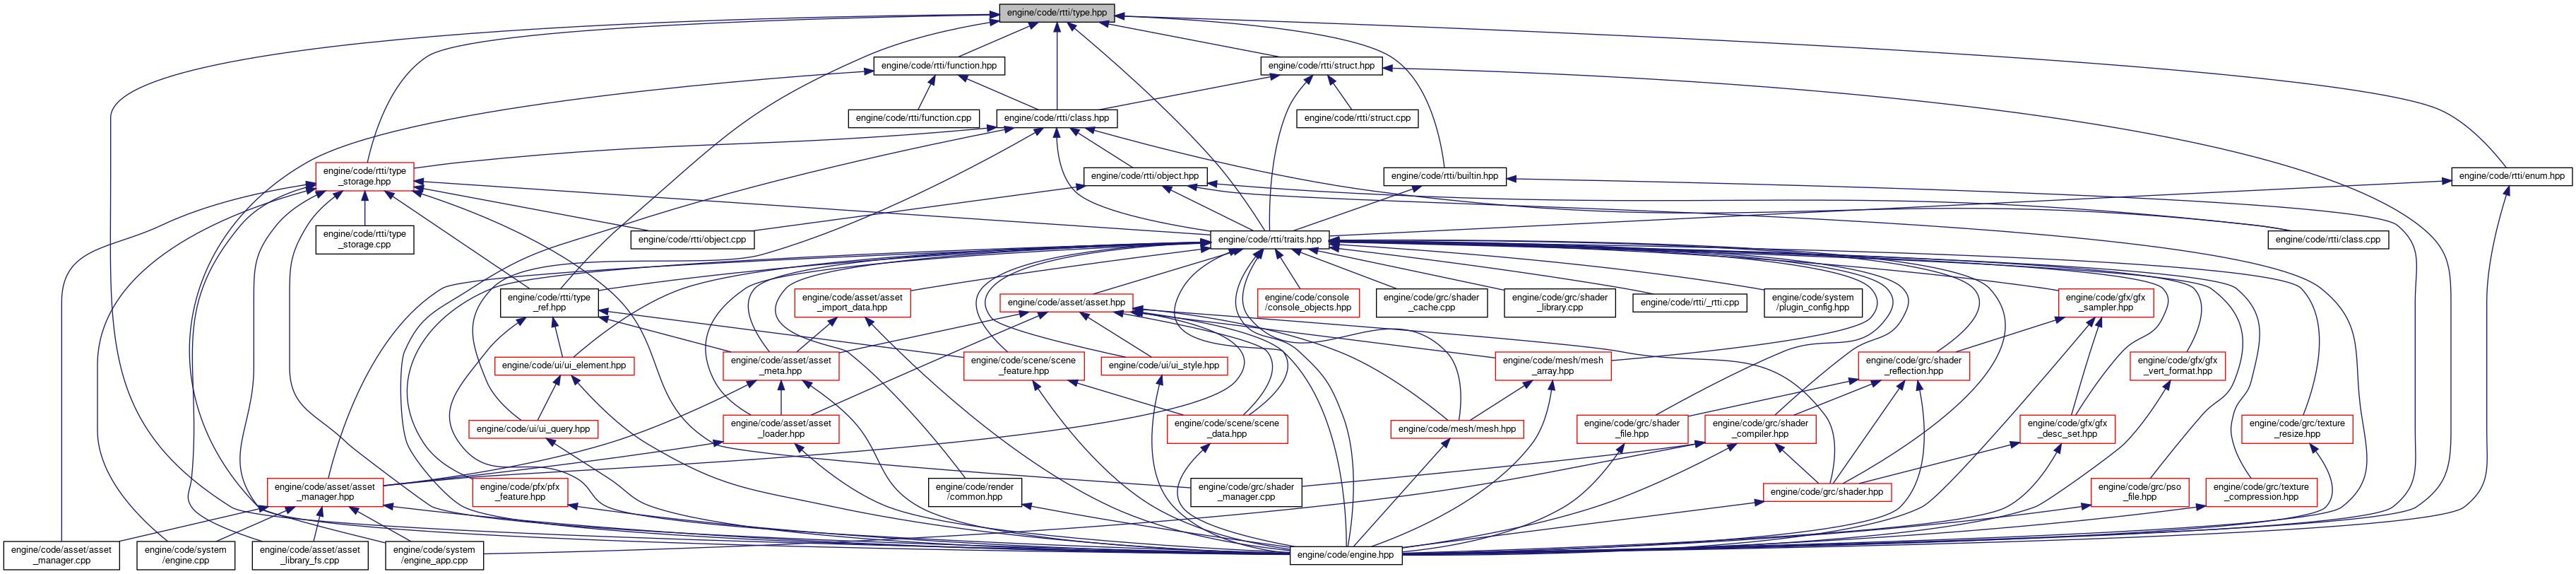 engine/code/rtti/type.hpp
engine/code/rtti/function.hpp
engine/code/rtti/struct.hpp
engine/code/rtti/function.cpp
engine/code/rtti/class.hpp
engine/code/rtti/struct.cpp
engine/code/rtti/type
_storage.hpp
engine/code/rtti/object.hpp
engine/code/rtti/builtin.hpp
engine/code/rtti/enum.hpp
engine/code/rtti/type
_storage.cpp
engine/code/rtti/object.cpp
engine/code/rtti/traits.hpp
engine/code/rtti/class.cpp
engine/code/rtti/type
_ref.hpp
engine/code/asset/asset
_import_data.hpp
engine/code/asset/asset.hpp
engine/code/console
/console_objects.hpp
engine/code/grc/shader
_cache.cpp
engine/code/grc/shader
_library.cpp
engine/code/rtti/_rtti.cpp
engine/code/system
/plugin_config.hpp
engine/code/gfx/gfx
_sampler.hpp
engine/code/ui/ui_element.hpp
engine/code/asset/asset
_meta.hpp
engine/code/scene/scene
_feature.hpp
engine/code/ui/ui_style.hpp
engine/code/mesh/mesh
_array.hpp
engine/code/grc/shader
_reflection.hpp
engine/code/gfx/gfx
_vert_format.hpp
engine/code/ui/ui_query.hpp
engine/code/asset/asset
_loader.hpp
engine/code/scene/scene
_data.hpp
engine/code/mesh/mesh.hpp
engine/code/grc/shader
_file.hpp
engine/code/grc/shader
_compiler.hpp
engine/code/gfx/gfx
_desc_set.hpp
engine/code/grc/texture
_resize.hpp
engine/code/asset/asset
_manager.hpp
engine/code/pfx/pfx
_feature.hpp
engine/code/render
/common.hpp
engine/code/grc/shader
_manager.cpp
engine/code/grc/shader.hpp
engine/code/grc/pso
_file.hpp
engine/code/grc/texture
_compression.hpp
engine/code/asset/asset
_manager.cpp
engine/code/system
/engine.cpp
engine/code/asset/asset
_library_fs.cpp
engine/code/system
/engine_app.cpp
engine/code/engine.hpp